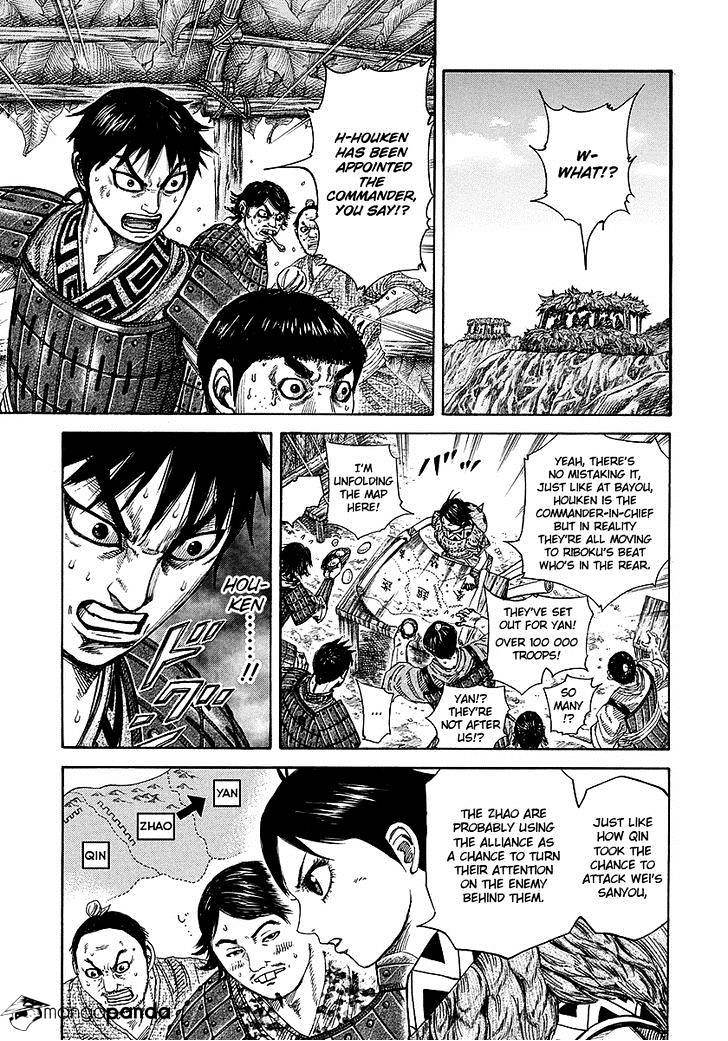 W-
WHAT!?
H-HOUKEN
HAS BEEN
APPOINTED
THE
COMMANDER,
YOU SAY!?
YEAH, THERE'S
NO MISTAKING IT,
JUST LIKE AT BAYOU,
HOUKEN IS THE
COMMANDER-IN-CHIEF
BUT IN REALITY
THEY'RE ALL MOVING
TO RIBOKU'S BEAT
WHO'S IN THE REAR.
I'M
UNFOLDING
THE MAP
HERE!
THEY'VE SET
OUT FOR YAN!
OVER 100 000
TROOPS!
SO
MANY
!?
YAN!?
THEY'RE
NOT AFTER
US!?
...
HOU-
KEN
........!!
ドドクン
JUST LIKE
HOW QIN
TOOK THE
CHANCE TO
ATTACK WEI'S
SANYOU,
THE ZHAO ARE
PROBABLY USING
THE ALLIANCE AS
A CHANCE TO TURN
THEIR ATTENTION
ON THE ENEMY
BEHIND THEM.
YAN
ZHAO
QIN
mangapanda